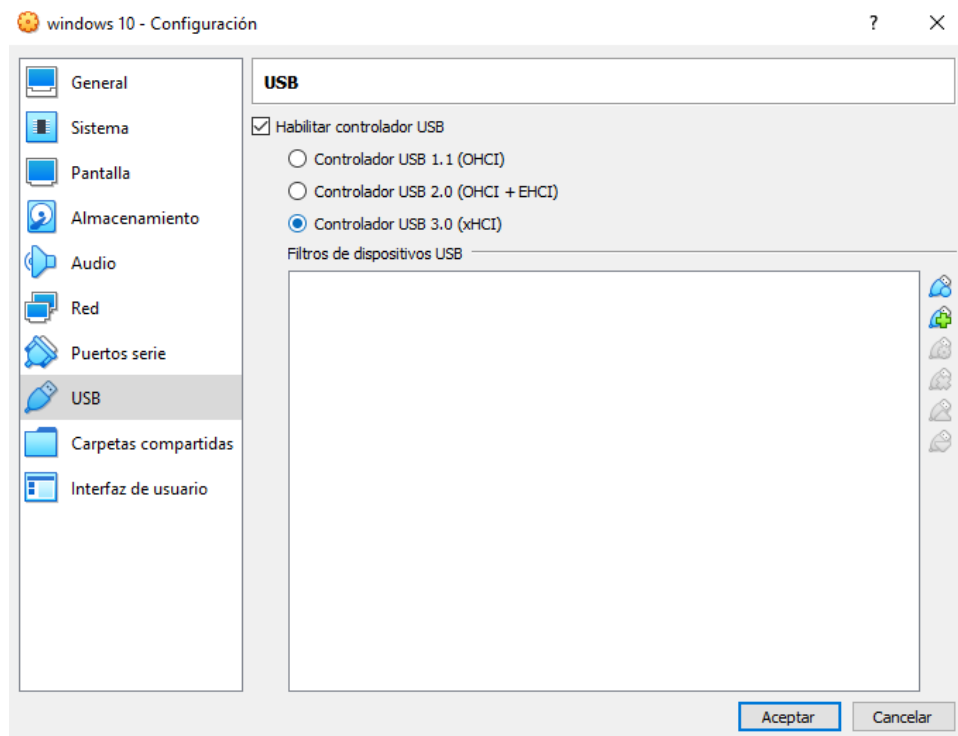 windows 10 - Configuración
?
General
Sistema
Pantalla
Almacenamiento
Audio
Red
Puertos serie
USB
Carpetas compartidas
Interfaz de usuario
USB
Habilitar controlador USB
Controlador USB 1.1 (OHCI)
Controlador USB 2.0 (OHCI + EHCI)
Controlador USB 3.0 (xHCI)
Filtros de dispositivos USB
Aceptar
Cancelar